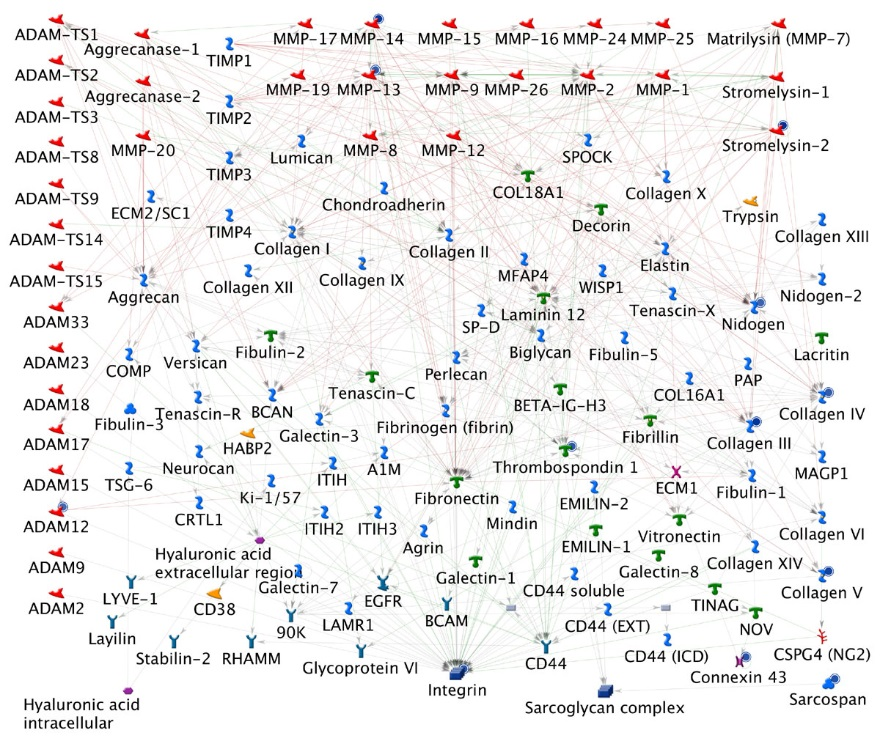 ADAM-TS1
Aggrecanase-1
TIMP1
MMP-17
MMP-14
MMP-15
MMP-16
MMP-24
MMP-25
Matrilysin (MMP-7)
ADAM-TS2
Aggrecanase-2
TIMP2
MMP-19
MMP-13
MMP-9
MMP-26
MMP-2
MMP-1
Stromelysin-1
ADAM-TS3
ADAM-TS8
MMP-20
TIMP3
Lumican
MMP-8
MMP-12
SPOCK
Stromelysin-2
ADAM-TS9
ECM2/SC1
TIMP4
Chondroadherin
COL18A1
Decorin
Collagen X
Trypsin
Collagen XIII
ADAM-TS14
Collagen I
Collagen II
Elastin
ADAM-TS15
Aggrecan
Collagen XII
Collagen IX
MFAP4
WISP1
Tenascin-X
Nidogen-2
ADAM33
SP-D
Laminin 12
Nidogen
ADAM23
COMP
Versican
Fibulin-2
Perlecan
Biglycan
Fibulin-5
PAP
Lacritin
ADAM18
Fibulin-3
Tenascin-R
BCAN
Tenascin-C
Fibrinogen (fibrin)
BETA-IG-H3
COL16A1
Collagen IV
ADAM17
HABP2
Galectin-3
Fibrillin
Collagen III
ADAM15
TSG-6
Neurocan
ITIH
A1M
Fibronectin
Thrombospondin 1
ECM1
Fibulin-1
MAGP1
ADAM12
CRTL1
Ki-1/57
ITIH2
ITIH3
Agrin
Mindin
EMILIN-2
EMILIN-1
Vitronectin
Collagen XIV
Collagen VI
ADAM9
Hyaluronic acid
extracellular region
Galectin-7
Galectin-1
CD44 soluble
Galectin-8
Collagen V
ADAM2
LYVE-1
CD38
EGFR
TINAG
Layilin
Stabilin-2
RHAMM
90K
LAMR1
BCAM
CD44 (EXT)
NOV
Glycoprotein VI
CD44
CD44 (ICD)
Connexin 43
CSPG4 (NG2)
Hyaluronic acid
intracellular
Integrin
Sarcoglycan complex
Sarcospan